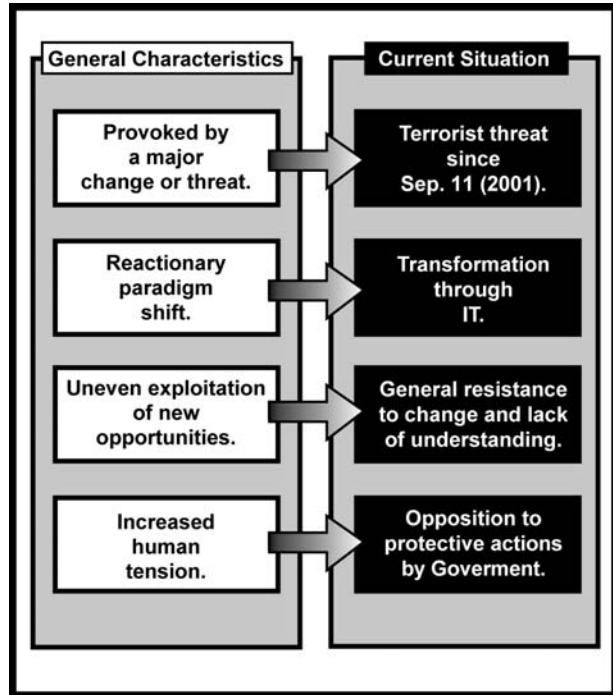 General Characteristics
Current Situation
Provoked by
a major
change or threat.
Terrorist threat
since
Sep. 11 (2001).
Reactionary
paradigm
shift.
Transformation
through
IT.
Uneven exploitation
of new
opportunities.
General resistance
to change and lack
of understanding.
Increased
human
tension.
Opposition to
protective actions
by Goverment.